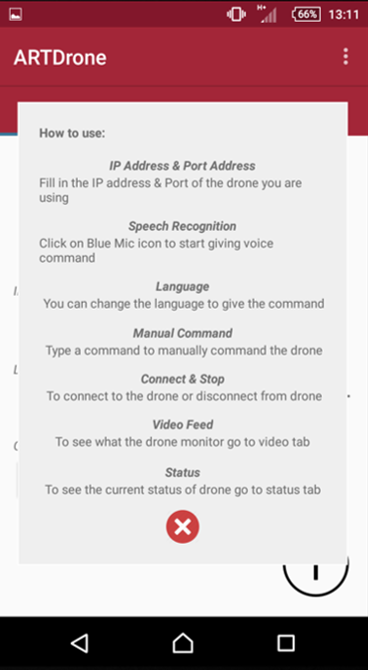 H+ 66% 13:11
ARTDrone
How to use:
IP Address & Port Address
Fill in the IP address & Port of the drone you are
using
Speech Recognition
Click on Blue Mic icon to start giving voice
command
Language
You can change the language to give the command
Manual Command
Type a command to manually command the drone
Connect & Stop
To connect to the drone or disconnect from drone
Video Feed
To see what the drone monitor go to video tab
Status
To see the current status of drone go to status tab